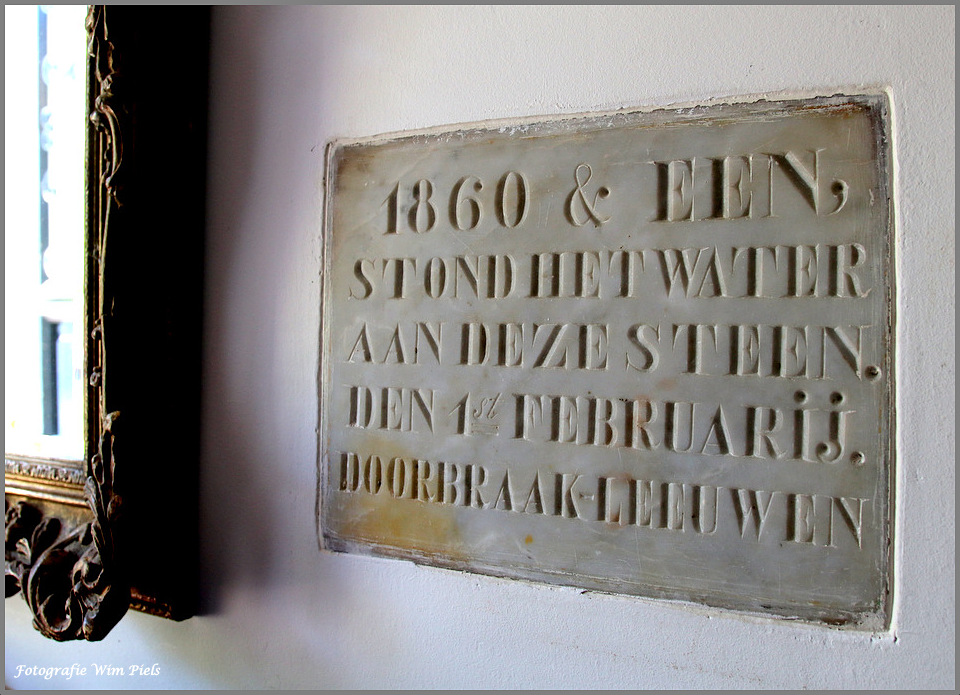 1860 & EEN,
STOND HET WATER
AAN DEZE STEEN.
DEN 1st FEBRUARIJ.
DOORBRAAK-LEEUWEN
Fotografie Wim Piels